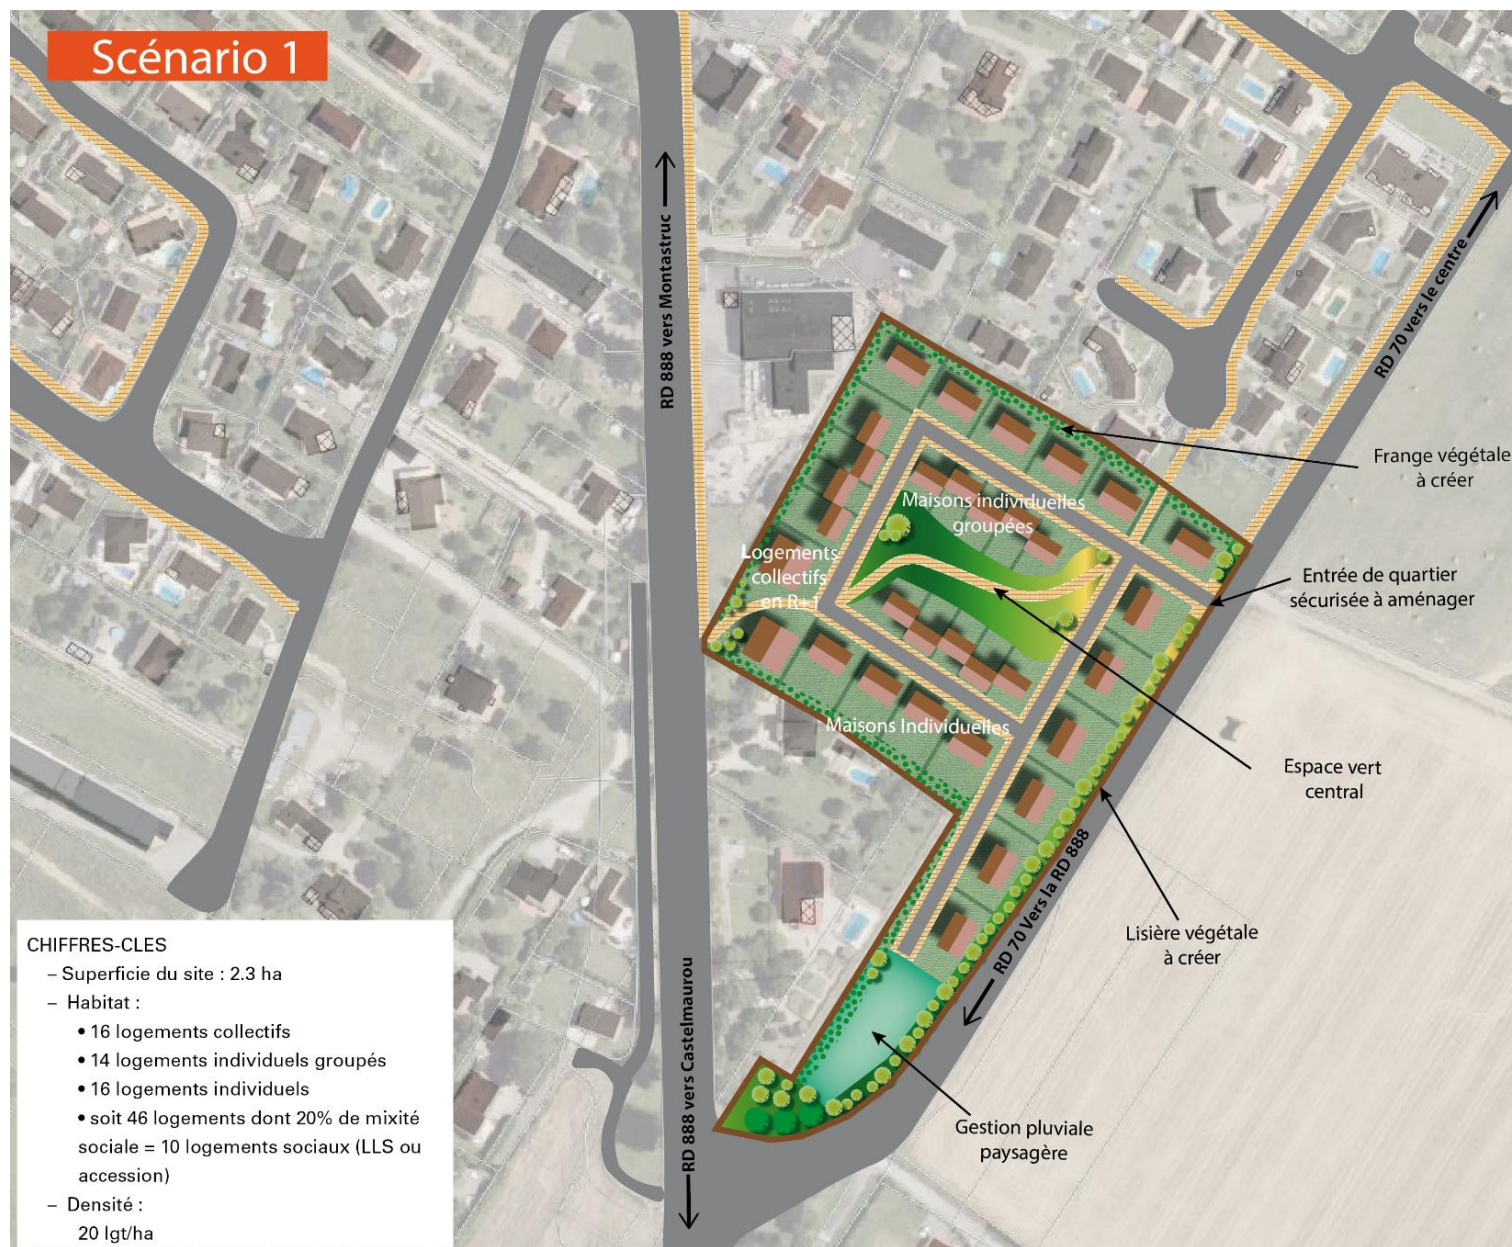 Scénario 1
RD 888 vers Montastruc
RD 70 vers le centre
Frange végétale
à créer
Maisons individuelles
groupées
Logements
collectifs
en R+1
Entrée de quartier
sécurisée à aménager
Maisons Individuelles
Espace vert
central
RD 70 Vers la RD 888
Lisière végétale
à créer
RD 888 vers Castelmaurou
Gestion pluviale
paysagère
CHIFFRES-CLES
– Superficie du site : 2.3 ha
– Habitat :
• 16 logements collectifs
• 14 logements individuels groupés
• 16 logements individuels
• soit 46 logements dont 20% de mixité
sociale = 10 logements sociaux (LLS ou
accession)
– Densité :
20 lgt/ha